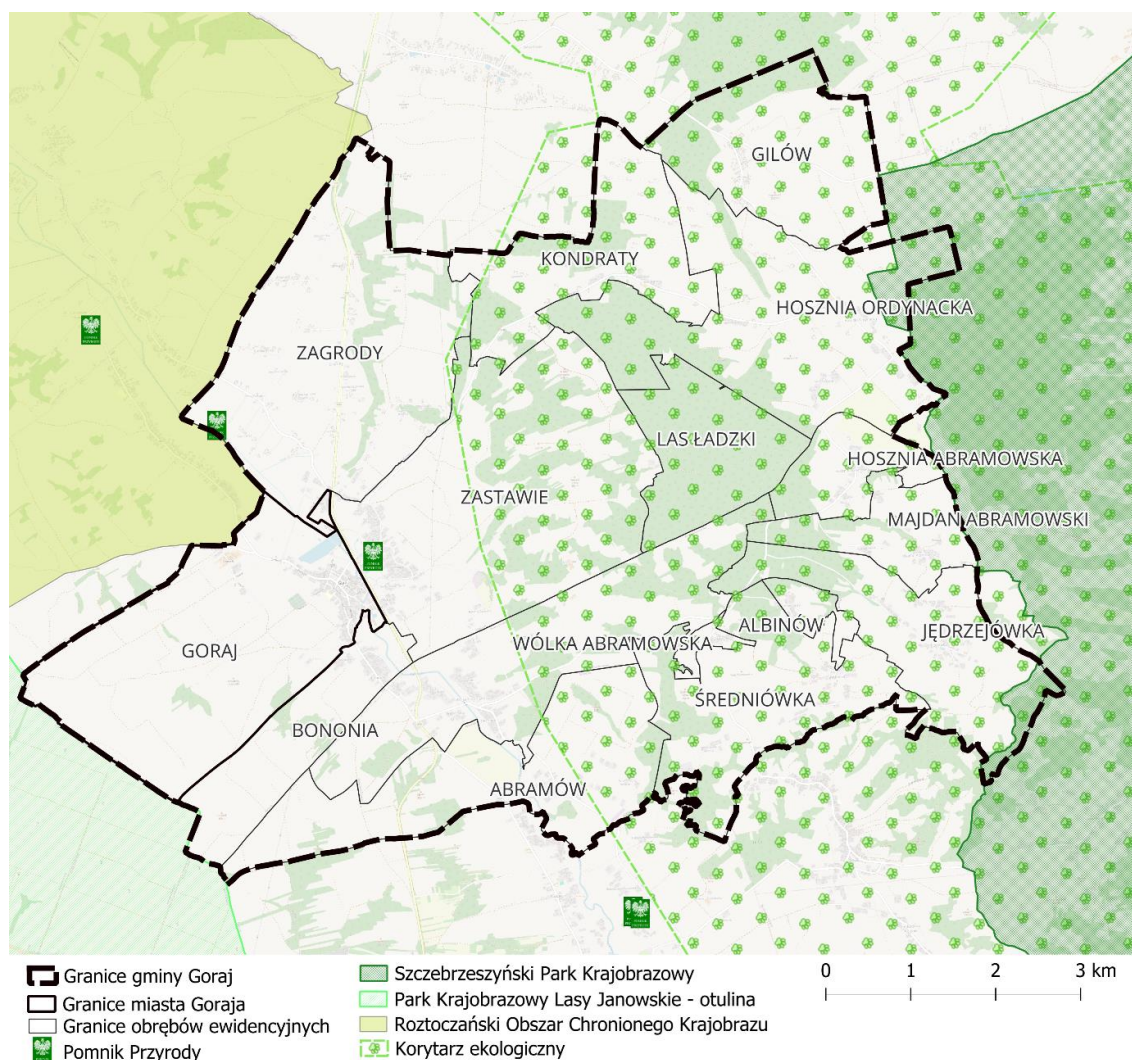 GILÓW
KONDRATY
HOSZNIA ORDYNACKA
ZAGRODY
LAS ŁADZKI
HOSZNIA ABRAMOWSKA
ZASTAWIE
MAJDAN ABRAMOWSKI
ALBINÓW
JĘDRZEJÓWKA
WÓLKA ABRAMOWSKA
GORAJ
ŚREDNIÓWKA
BONONIA
ABRAMÓW
Granice gminy Goraj
Granice miasta Goraja
Granice obrębów ewidencyjnych
Pomnik Przyrody
Szczebrzeszyński Park Krajobrazowy
Park Krajobrazowy Lasy Janowskie - otulina
Roztoczański Obszar Chronionego Krajobrazu
Korytarz ekologiczny
0 1 2 3 km